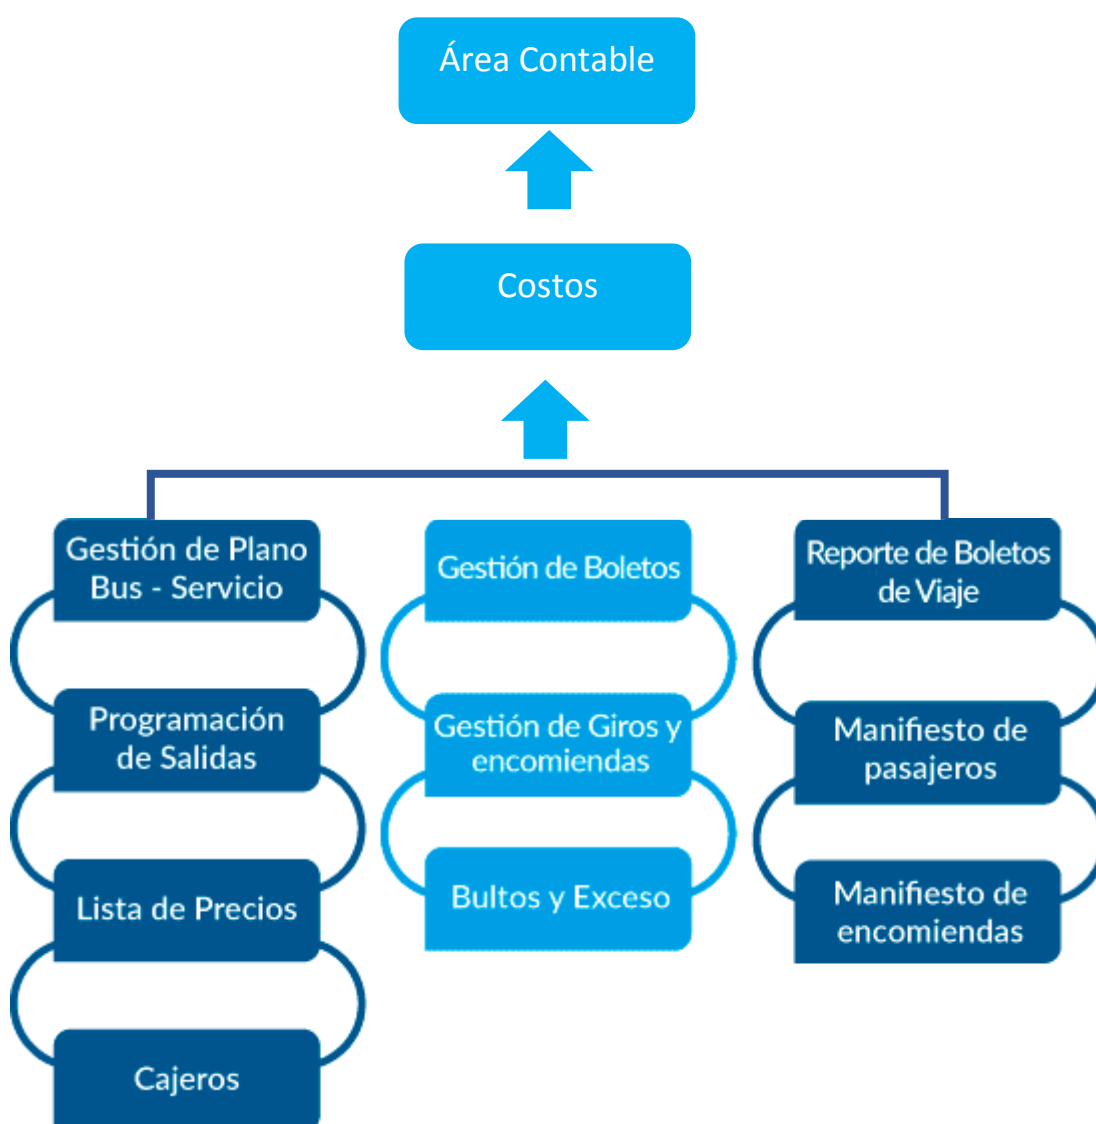 Área Contable
Costos
Gestión de Plano
Bus - Servicio
Programación
de Salidas
Lista de Precios
Cajeros
Gestión de Boletos
Gestión de Giros y
encomiendas
Bultos y Exceso
Reporte de Boletos
de Viaje
Manifiesto de
pasajeros
Manifiesto de
encomiendas